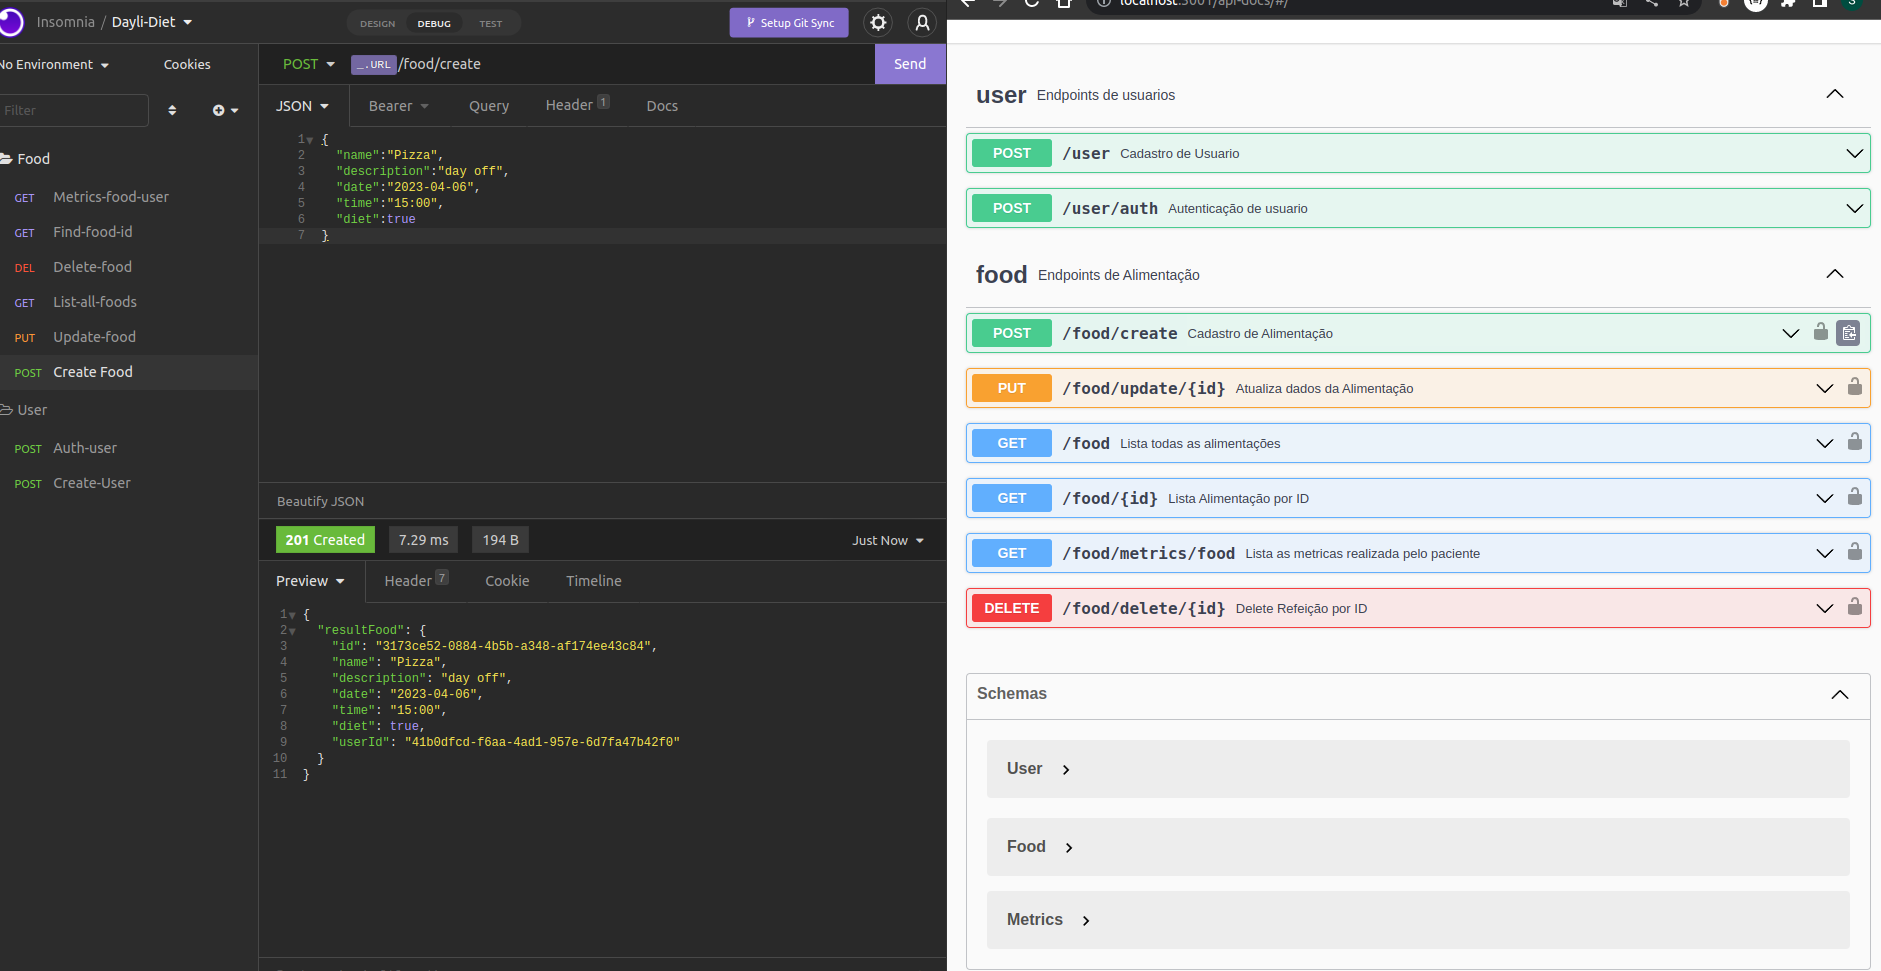 Insomnia / Dayli-Diet
DESIGN DEBUG TEST
Setup Git Sync
No Environment
Cookies
Filter
Food
GET Metrics-food-user
GET Find-food-id
DEL Delete-food
GET List-all-foods
PUT Update-food
POST Create Food
User
POST Auth-user
POST Create-User
POST _.URL/food/create
Send
JSON Bearer Query Header 1 Docs
1 {
2 "name":"Pizza",
3 "description":"day off",
4 "date":"2023-04-06",
5 "time":"15:00",
6 "diet":true
7 }
Beautify JSON
201 Created 7.29 ms 194 B Just Now
Preview Header 7 Cookie Timeline
1 {
2 "resultFood": {
3 "id": "3173ce52-0884-4b5b-a348-af174ee43c84",
4 "name": "Pizza",
5 "description": "day off",
6 "date": "2023-04-06",
7 "time": "15:00",
8 "diet": true,
9 "userId": "41b0dfcd-f6aa-4ad1-957e-6d7fa47b42f0"
10 }
11 }
localhost:3001/api-docs/#/
user Endpoints de usuarios
POST /user Cadastro de Usuario
POST /user/auth Autenticação de usuario
food Endpoints de Alimentação
POST /food/create Cadastro de Alimentação
PUT /food/update/{id} Atualiza dados da Alimentação
GET /food Lista todas as alimentações
GET /food/{id} Lista Alimentação por ID
GET /food/metrics/food Lista as metricas realizada pelo paciente
DELETE /food/delete/{id} Delete Refeição por ID
Schemas
User
Food
Metrics